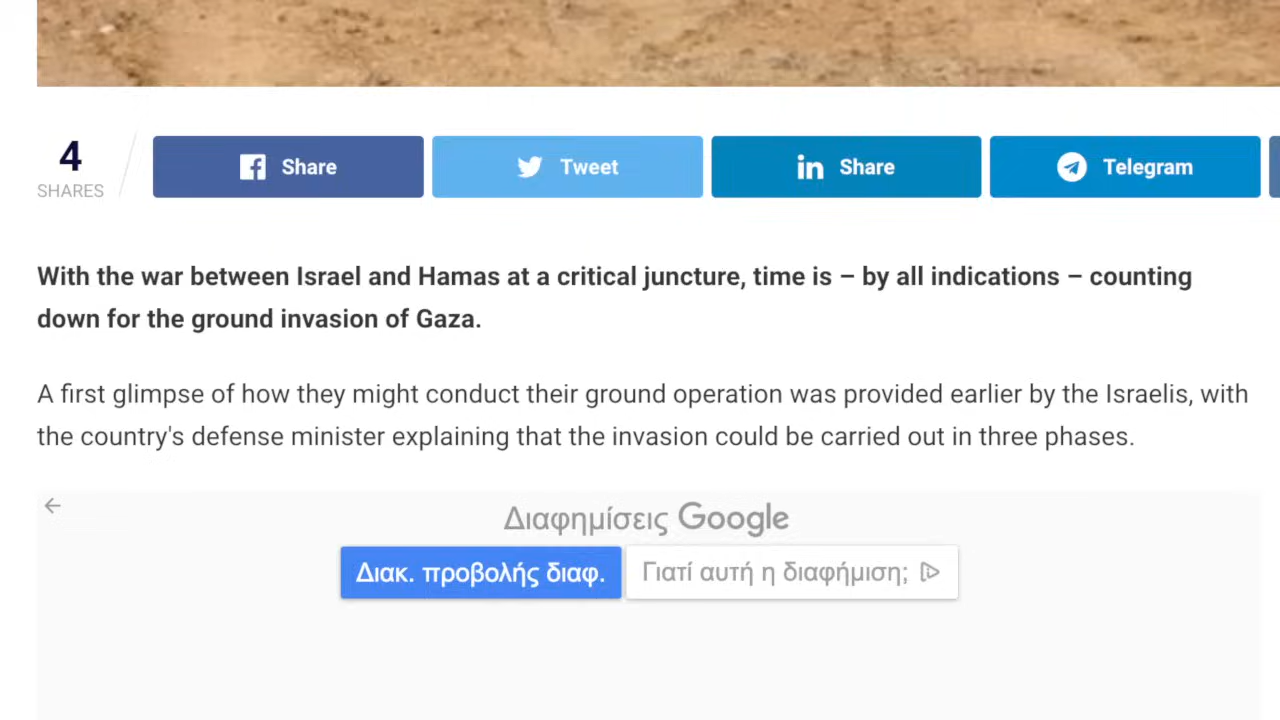 4
SHARES
Share
Tweet
Share
Telegram
With the war between Israel and Hamas at a critical juncture, time is – by all indications – counting
down for the ground invasion of Gaza.
A first glimpse of how they might conduct their ground operation was provided earlier by the Israelis, with
the country's defense minister explaining that the invasion could be carried out in three phases.
Διαφημίσεις Google
Διακ. προβολής διαφ.
Γιατί αυτή η διαφήμιση;